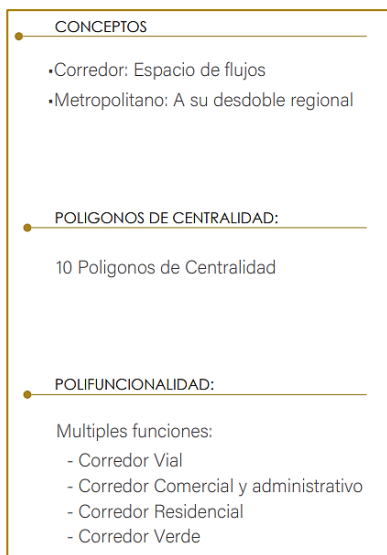 CONCEPTOS
▪Corredor: Espacio de flujos
▪Metropolitano: A su desdoble regional
POLIGONOS DE CENTRALIDAD:
10 Poligonos de Centralidad
POLIFUNCIONALIDAD:
Multiples funciones:
- Corredor Vial
- Corredor Comercial y administrativo
- Corredor Residencial
- Corredor Verde